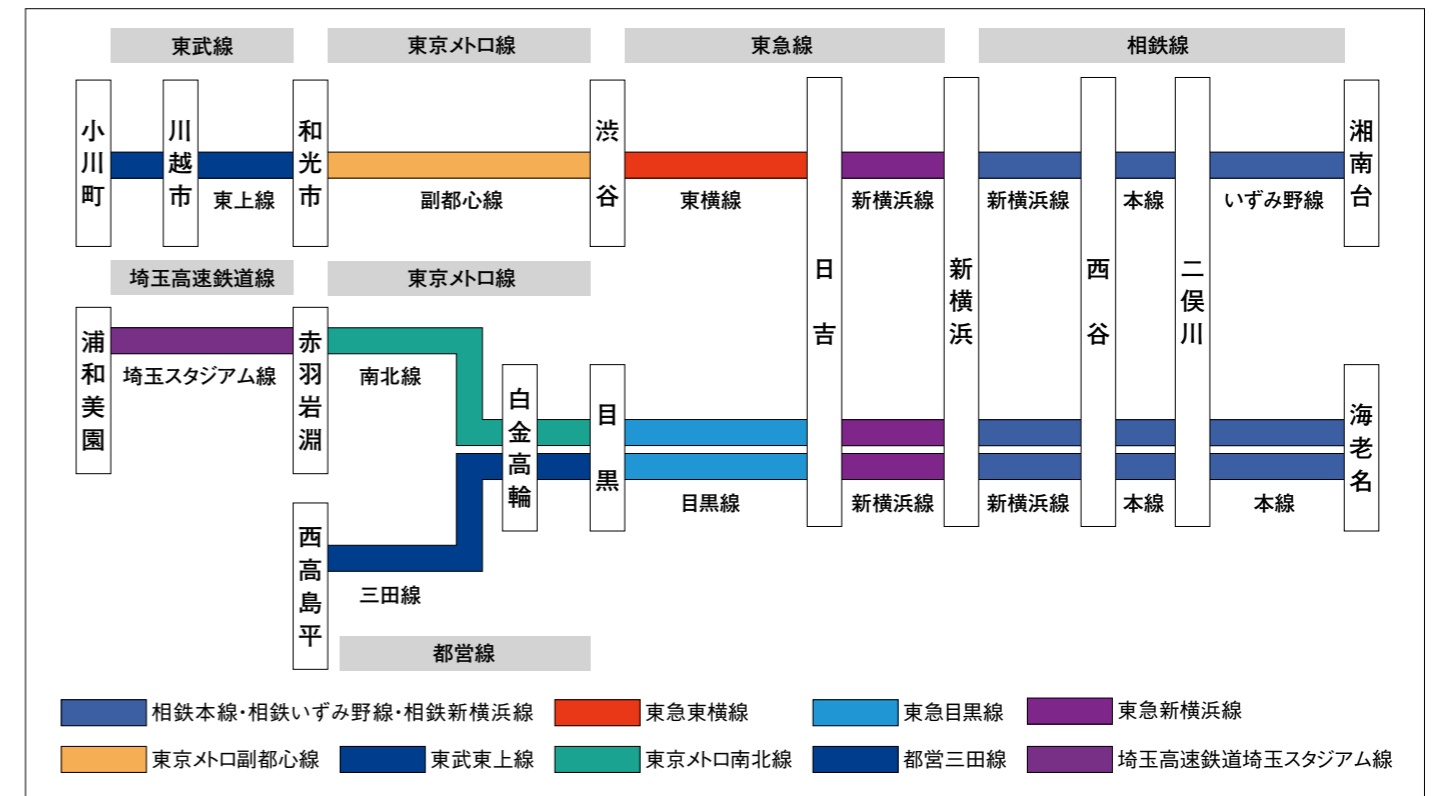 東武線
東京メトロ線
東急線
相鉄線
小川町
川越市
和光市
渋谷
日吉
新横浜
西谷
二俣川
湘南台
東上線
副都心線
東横線
新横浜線
新横浜線
本線
いずみ野線
埼玉高速鉄道線
東京メトロ線
浦和美園
赤羽岩淵
白金高輪
目黒
海老名
埼玉スタジアム線
南北線
目黒線
新横浜線
新横浜線
本線
本線
西高島平
三田線
都営線
相鉄本線・相鉄いずみ野線・相鉄新横浜線
東急東横線
東急目黒線
東急新横浜線
東京メトロ副都心線
東武東上線
東京メトロ南北線
都営三田線
埼玉高速鉄道埼玉スタジアム線